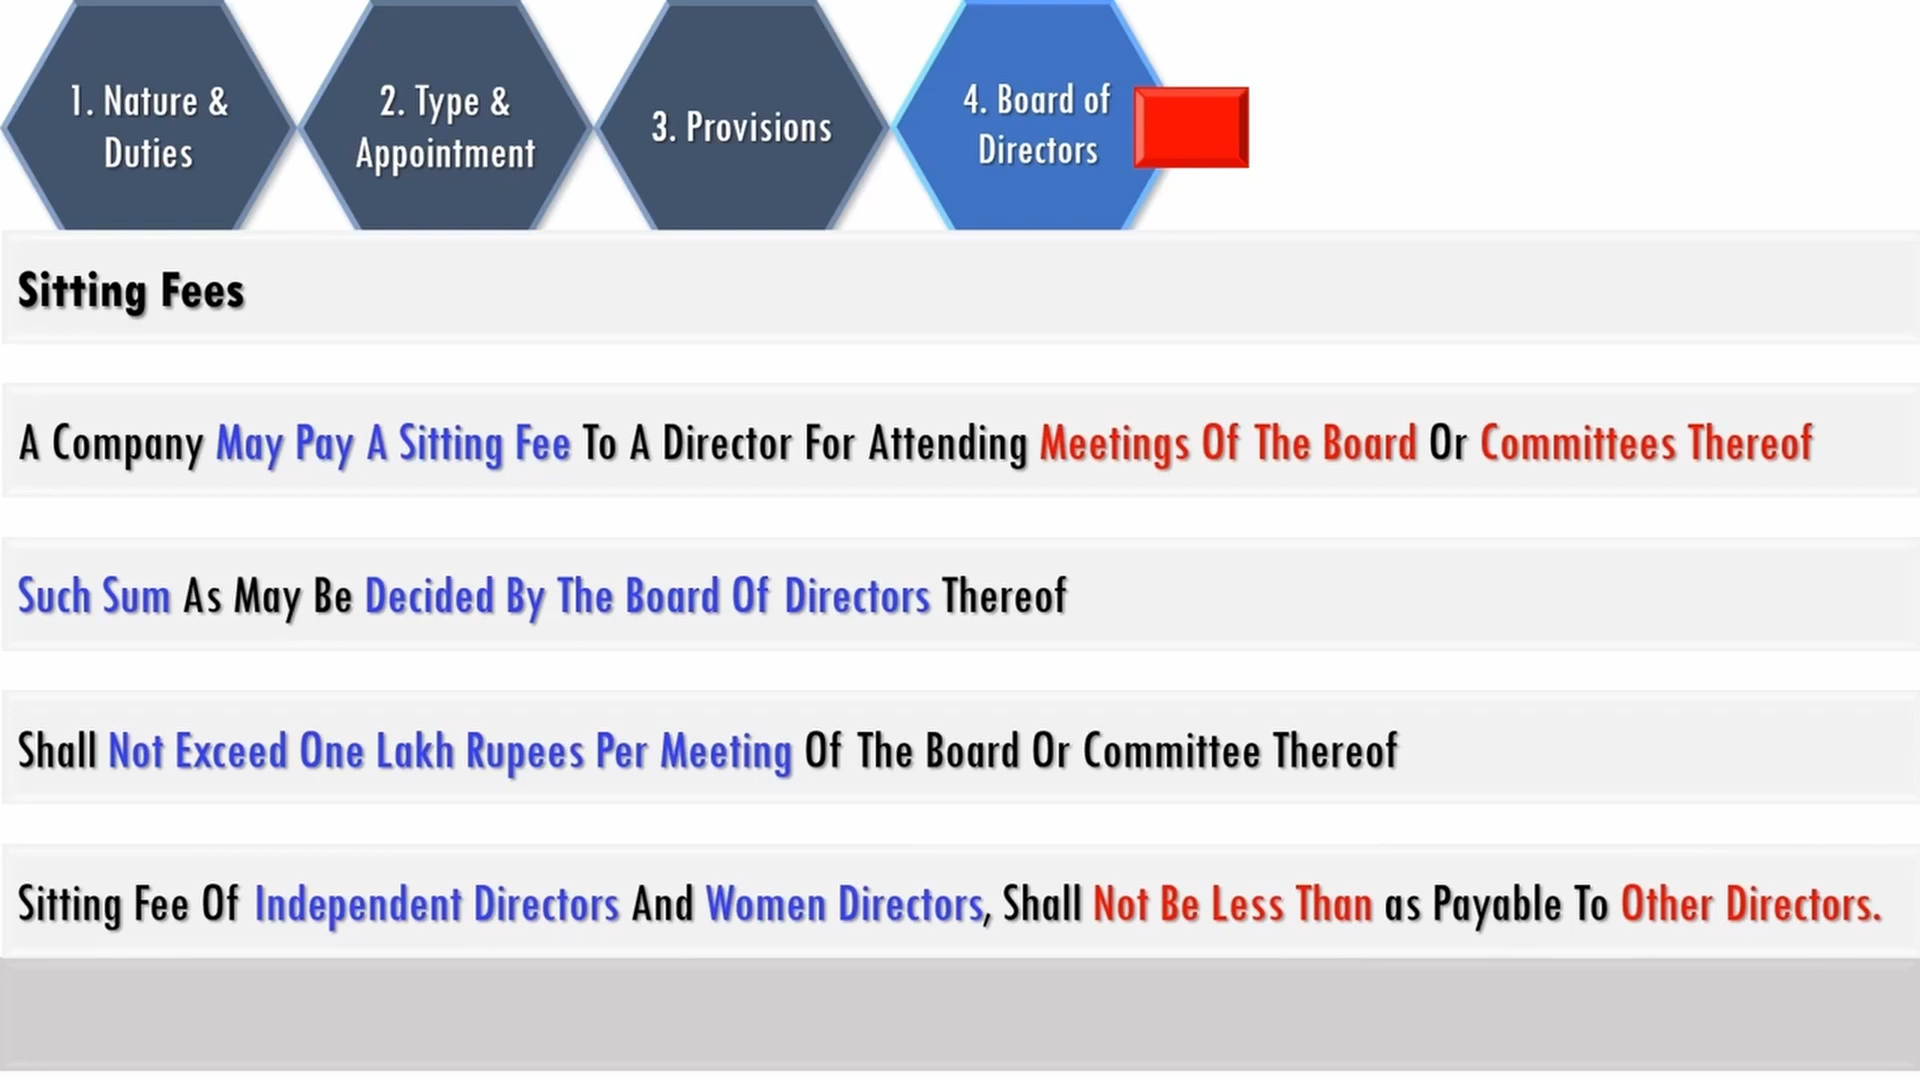 1. Nature &
Duties
2. Type &
Appointment
3. Provisions
4. Board of
Directors
Sitting Fees
A Company May Pay A Sitting Fee To A Director For Attending Meetings Of The Board Or Committees Thereof
Such Sum As May Be Decided By The Board Of Directors Thereof
Shall Not Exceed One Lakh Rupees Per Meeting Of The Board Or Committee Thereof
Sitting Fee Of Independent Directors And Women Directors, Shall Not Be Less Than as Payable To Other Directors.